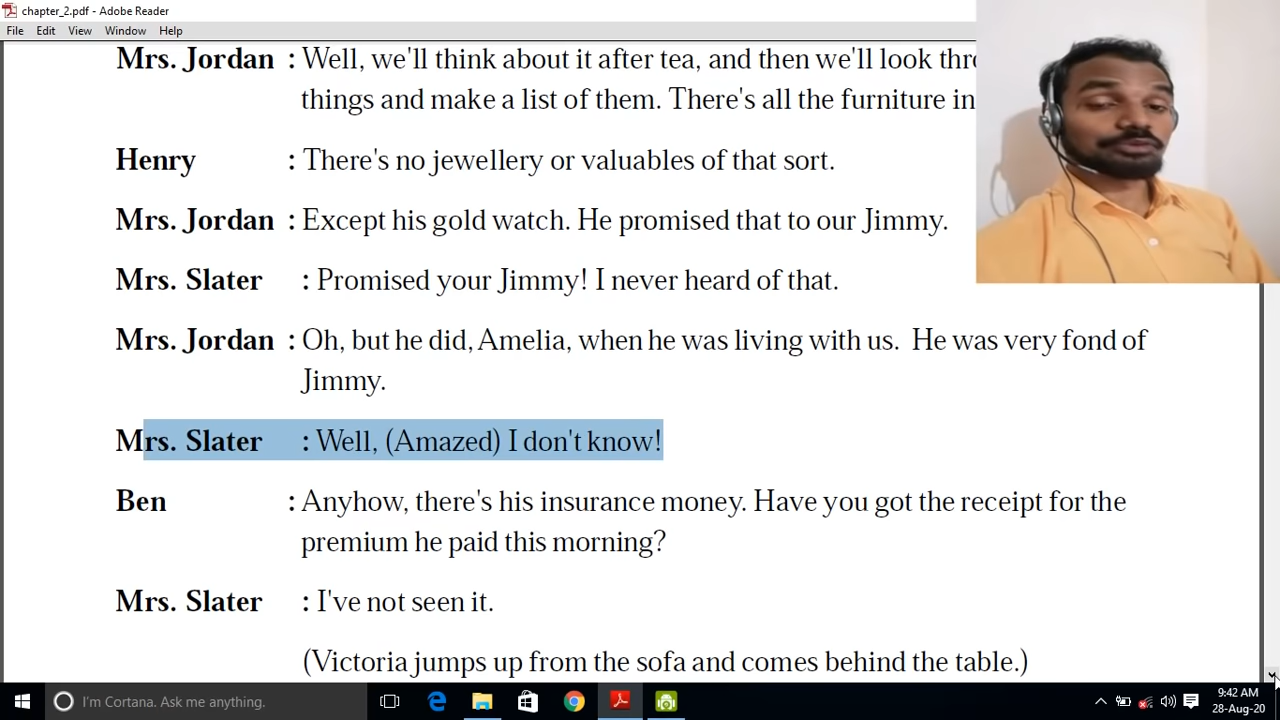 chapter_2.pdf - Adobe Reader
File Edit View Window Help
Mrs. Jordan : Well, we'll think about it after tea, and then we'll look
things and make a list of them. There's all the furniture in
Henry : There's no jewellery or valuables of that sort.
Mrs. Jordan : Except his gold watch. He promised that to our Jimmy.
Mrs. Slater : Promised your Jimmy! I never heard of that.
Mrs. Jordan : Oh, but he did, Amelia, when he was living with us. He was very fond of
Jimmy.
Mrs. Slater : Well, (Amazed) I don't know!
Ben : Anyhow, there's his insurance money. Have you got the receipt for the
premium he paid this morning?
Mrs. Slater : I've not seen it.
(Victoria jumps up from the sofa and comes behind the table.)
I'm Cortana. Ask me anything.
9:42 AM
28-Aug-20